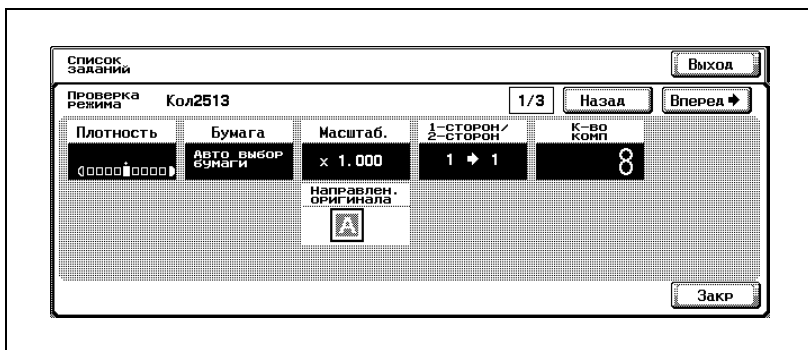 Список
заданий
Выход
Проверка
режима
Кол2513
1/3
Назад
Вперед
Плотность
Бумага
Масштаб.
1-сторон/
2-сторон
К-во
комп
Авто выбор
бумаги
x 1.000
1 → 1
8
Направлен.
оригинала
A
Закр